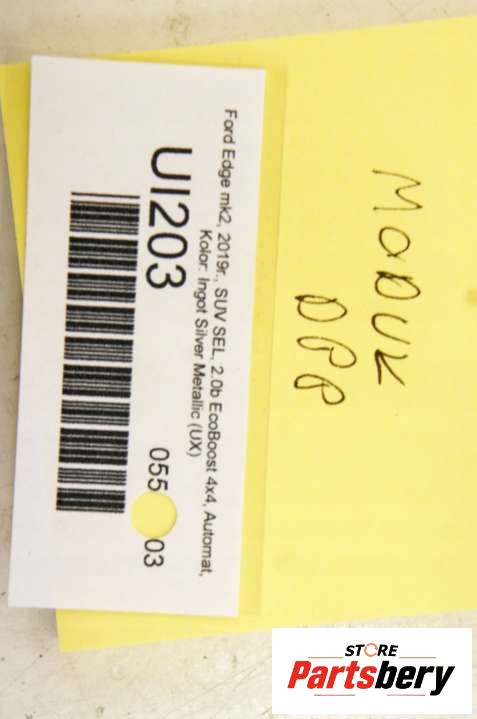 Ford Edge mk2, 2019r., SUV SEL, 2.0b EcoBoost 4x4, Automat,
Kolor: Ingot Silver Metallic (UX)
UI203
055 03
MODUŁ
DPP
STORE
Partsbery